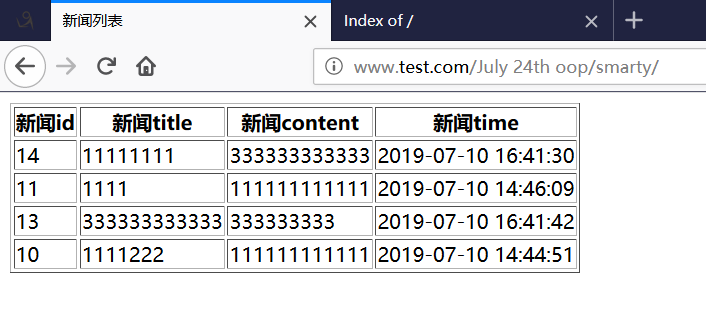 新闻列表 Index of /
www.test.com/July 24th oop/smarty/
新闻id 新闻title 新闻content 新闻time
14 11111111 333333333333 2019-07-10 16:41:30
11 1111 111111111111 2019-07-10 14:46:09
13 333333333333 333333333 2019-07-10 16:41:42
10 1111222 111111111111 2019-07-10 14:44:51